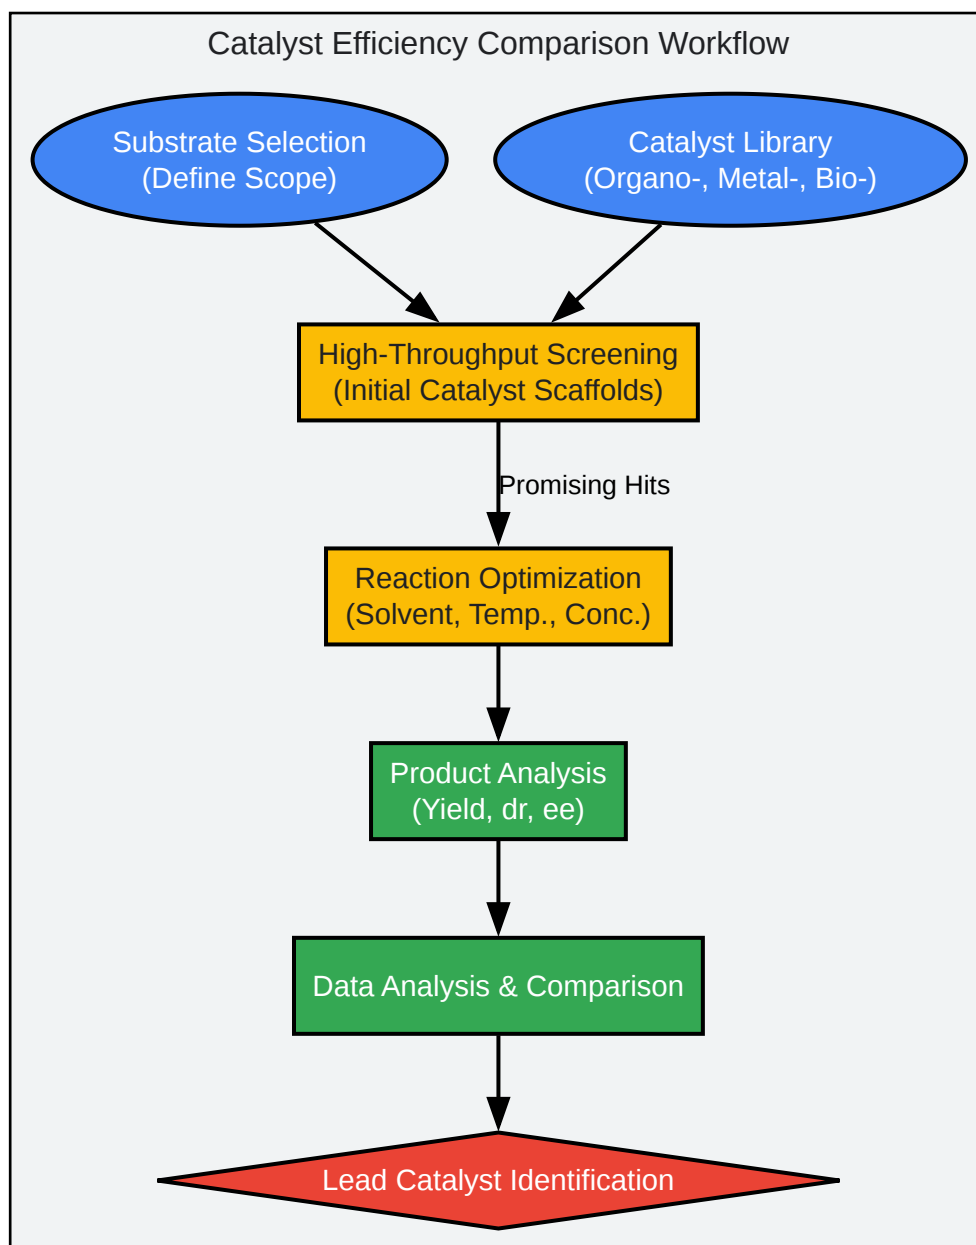 Catalyst Efficiency Comparison Workflow
Substrate Selection
(Define Scope)
Catalyst Library
(Organo-, Metal-, Bio-)
High-Throughput Screening
(Initial Catalyst Scaffolds)
Promising Hits
Reaction Optimization
(Solvent, Temp., Conc.)
Product Analysis
(Yield, dr, ee)
Data Analysis & Comparison
Lead Catalyst Identification